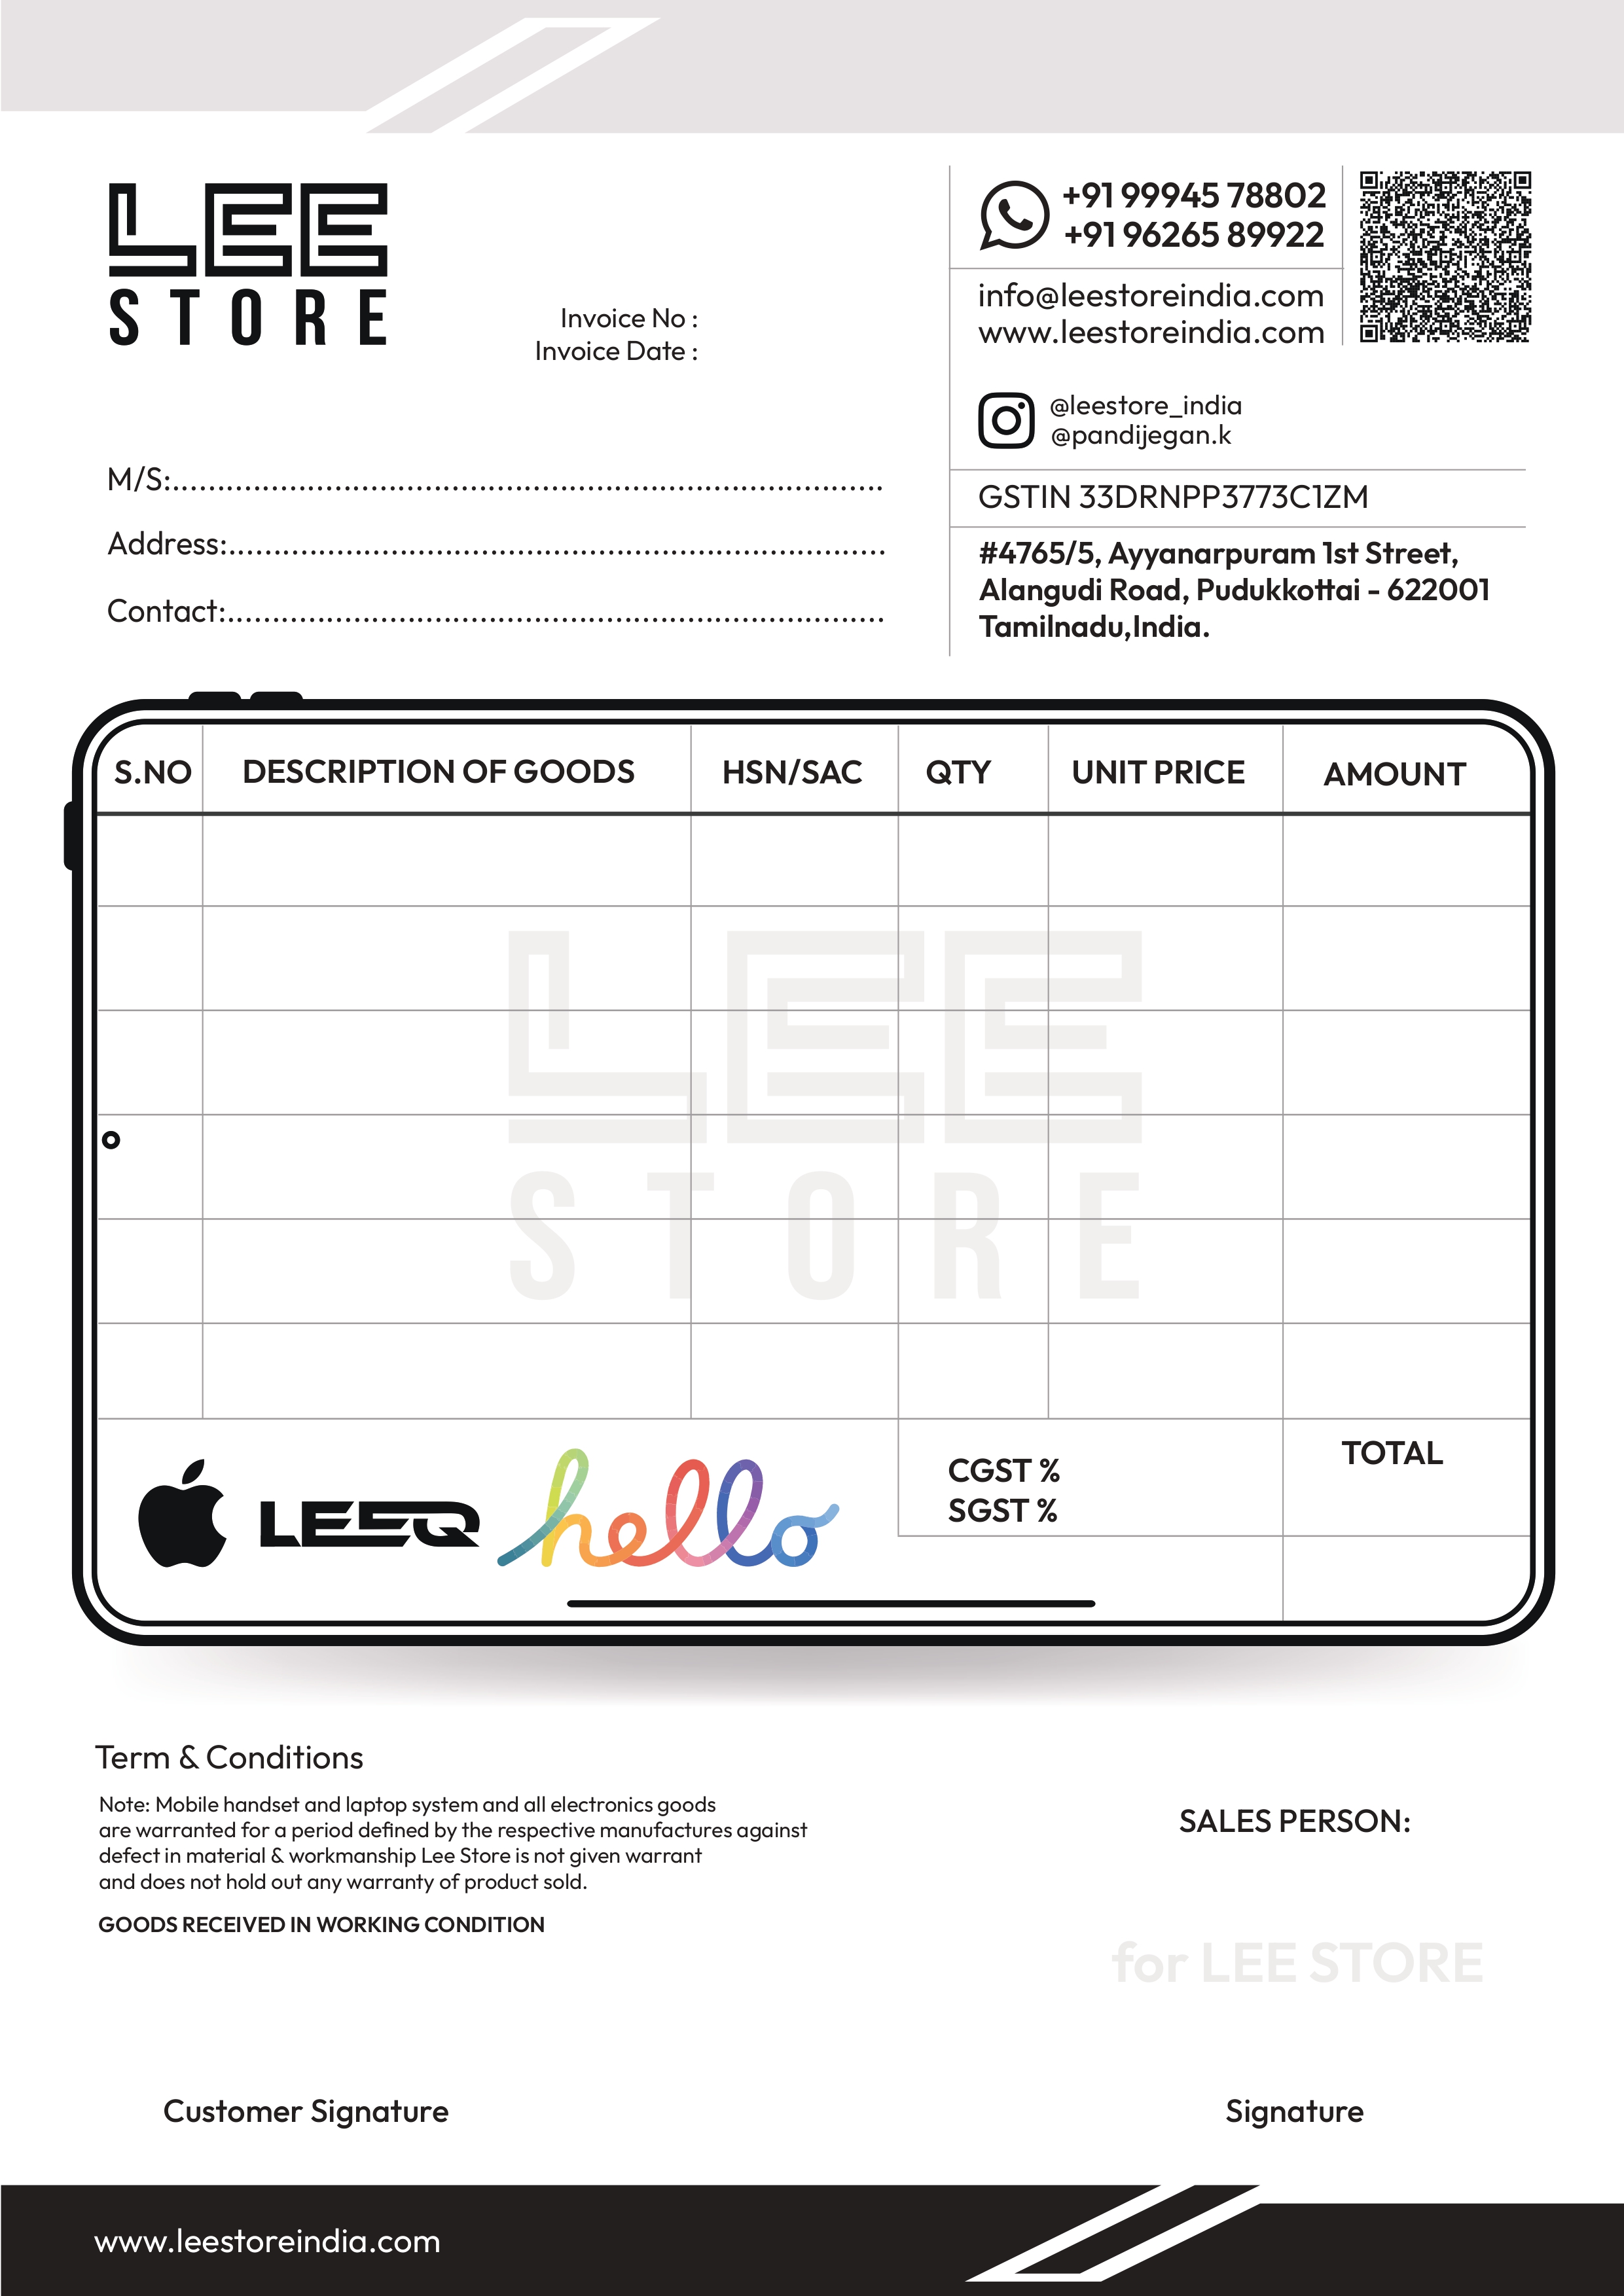 LEE
STORE
Invoice No :
Invoice Date :
+91 99945 78802
+91 96265 89922
info@leestoreindia.com
www.leestoreindia.com
@leestore_india
@pandijegan.k
GSTIN 33DRNPP3773C1ZM
#4765/5, Ayyanarpuram 1st Street,
Alangudi Road, Pudukkottai - 622001
Tamilnadu,India.
M/S:
Address:
Contact:
S.NO DESCRIPTION OF GOODS HSN/SAC QTY UNIT PRICE AMOUNT
LEE
STORE
LEEQ hello
CGST %
SGST %
TOTAL
Term & Conditions
Note: Mobile handset and laptop system and all electronics goods
are warranted for a period defined by the respective manufactures against
defect in material & workmanship Lee Store is not given warrant
and does not hold out any warranty of product sold.
GOODS RECEIVED IN WORKING CONDITION
SALES PERSON:
for LEE STORE
Customer Signature
Signature
www.leestoreindia.com